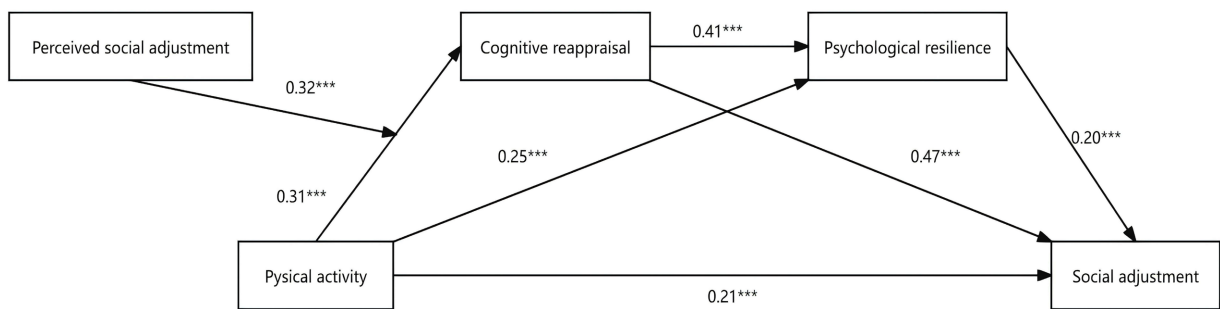 Perceived social adjustment
Cognitive reappraisal
0.41***
Psychological resilience
0.32***
0.31***
0.25***
0.47***
0.20***
Pysical activity
0.21***
Social adjustment